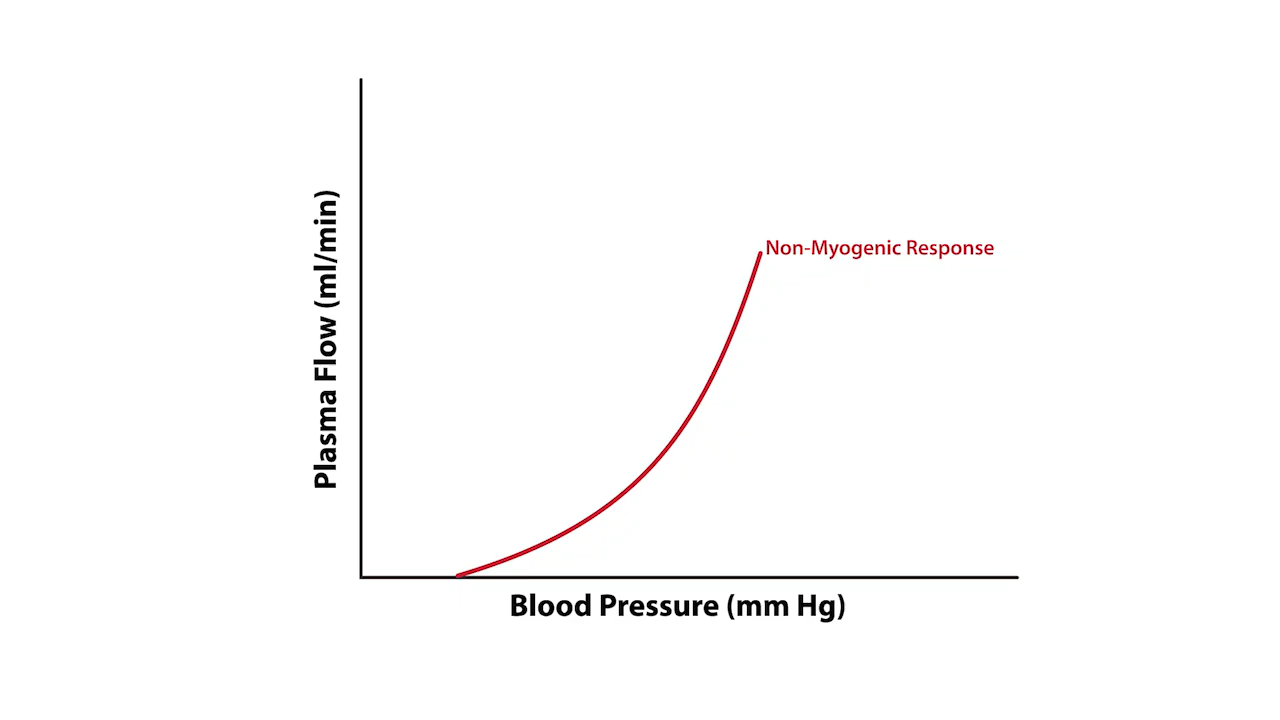 Plasma Flow (ml/min)
Non-Myogenic Response
Blood Pressure (mm Hg)